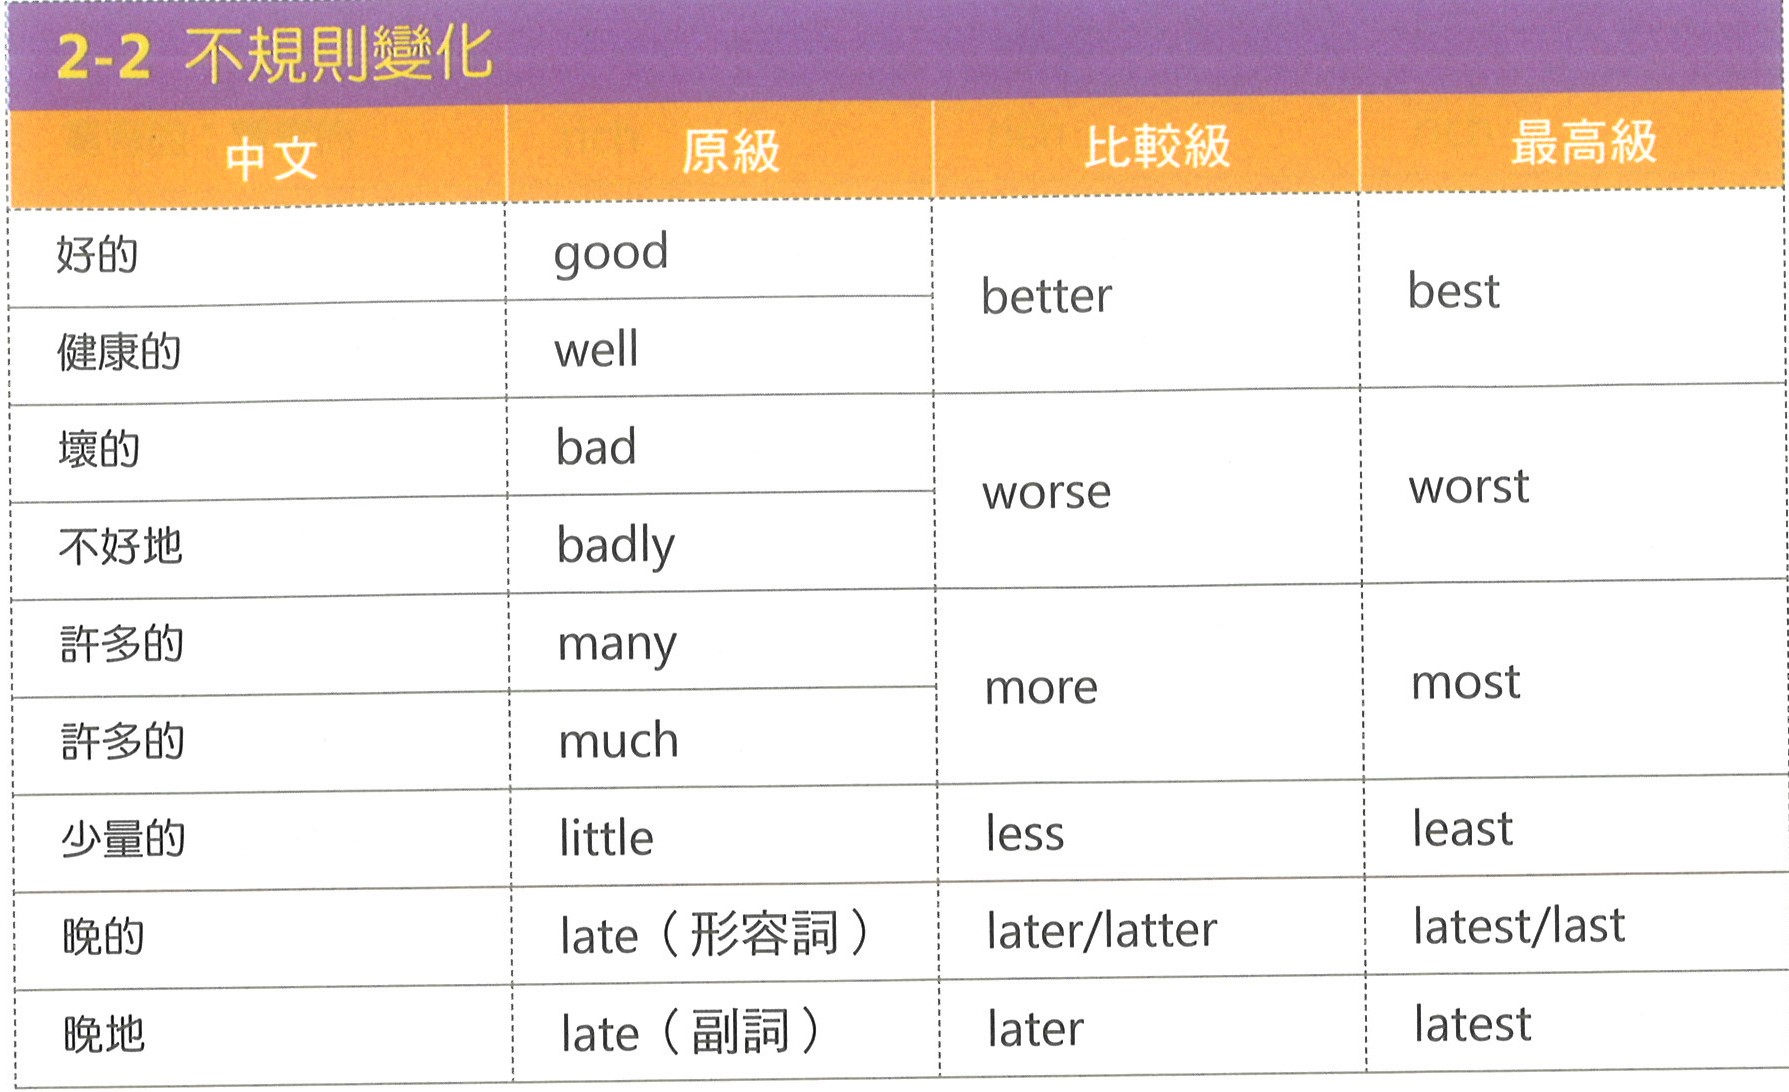 2-2 不規則變化
中文 原級 比較級 最高級
好的 good better best
健康的 well
壞的 bad worse worst
不好地 badly
許多的 many more most
許多的 much
少量的 little less least
晚的 late（形容詞） later/latter latest/last
晚地 late（副詞） later latest